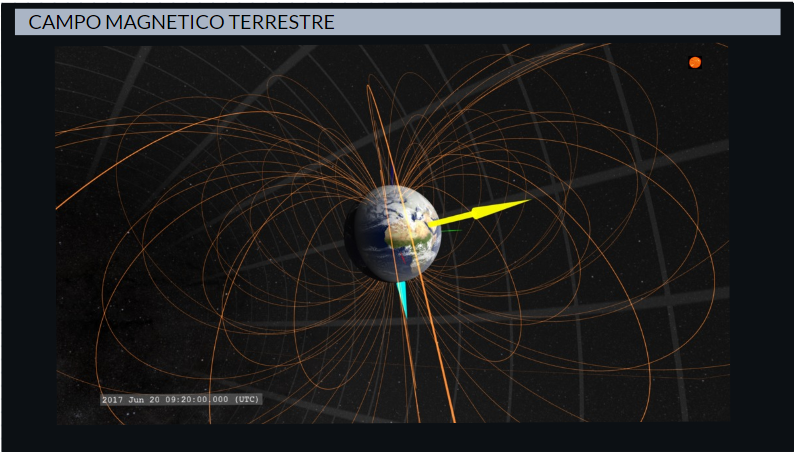 CAMPO MAGNETICO TERRESTRE
2017 Jun 20 09:20:00.000 (UTC)